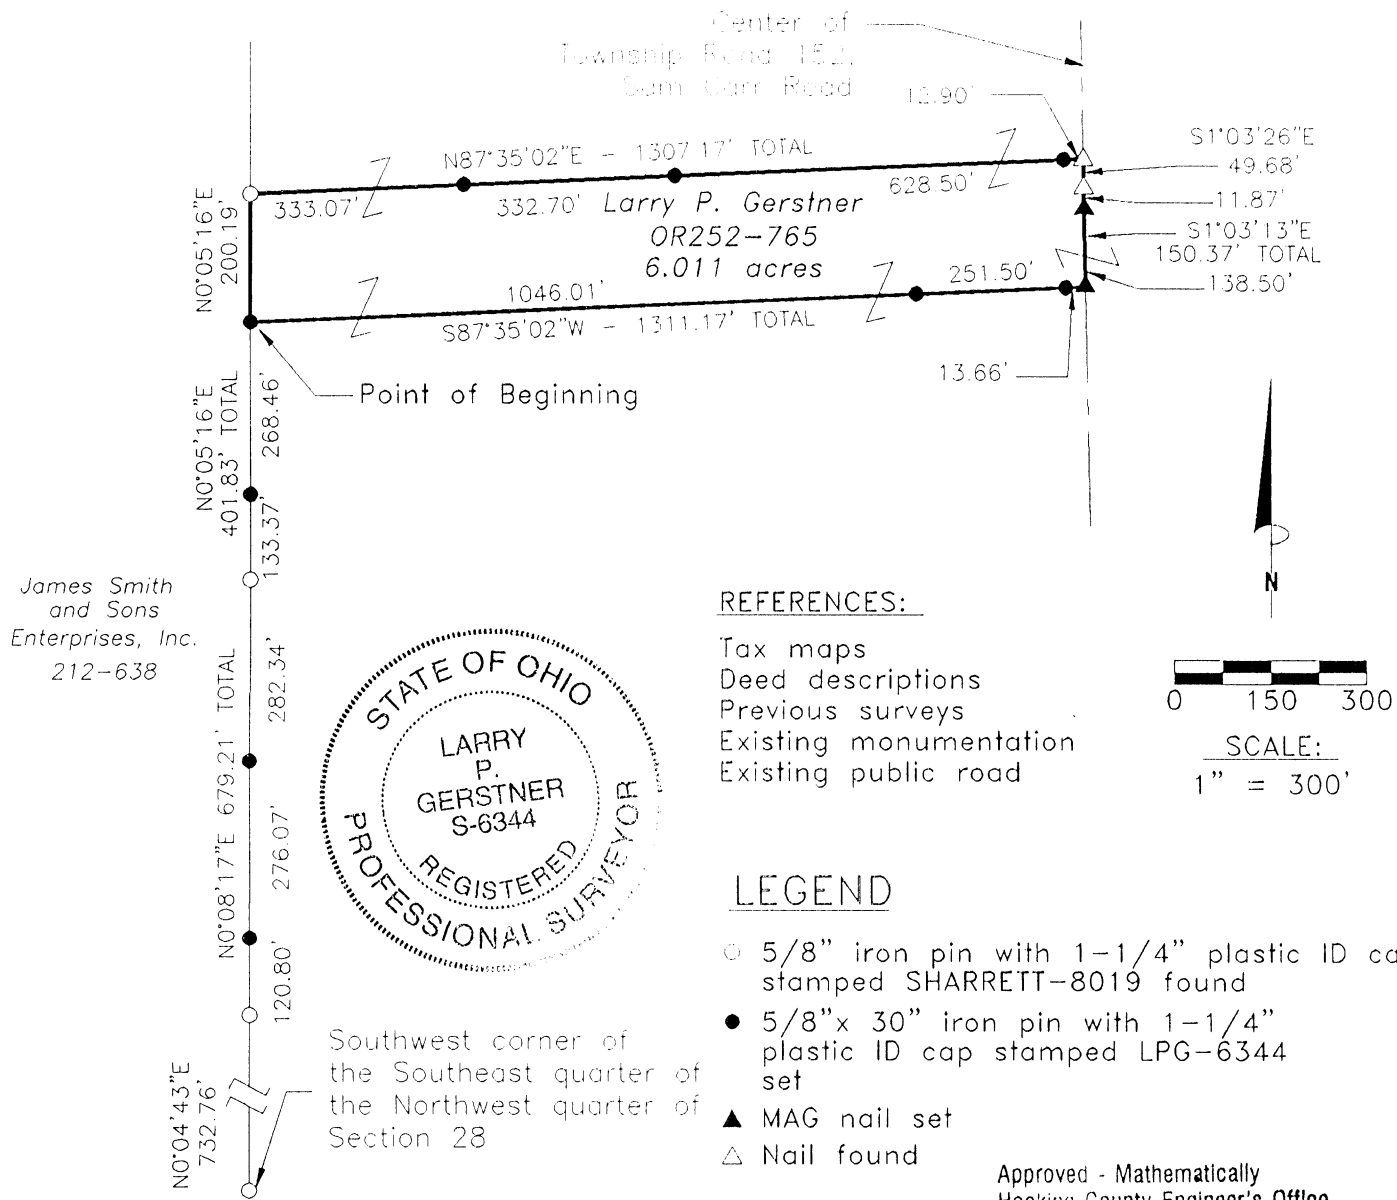 Center of
Township Road 152,
Sam Carr Road
12.90'
S1°03'26"E
49.68'
11.87'
S1°03'13"E
150.37' TOTAL
138.50'
N87°35'02"E - 1307.17' TOTAL
333.07'
332.70'
628.50'
Larry P. Gerstner
OR252-765
6.011 acres
N0°05'16"E
200.19'
1046.01'
251.50'
S87°35'02"W - 1311.17' TOTAL
13.66'
Point of Beginning
N0°05'16"E
401.83' TOTAL
268.46'
133.37'
James Smith
and Sons
Enterprises, Inc.
212-638
N0°08'17"E 679.21' TOTAL
282.34'
276.07'
120.80'
N0°04'43"E
732.76'
Southwest corner of
the Southeast quarter of
the Northwest quarter of
Section 28
STATE OF OHIO
LARRY
P.
GERSTNER
S-6344
REGISTERED
PROFESSIONAL SURVEYOR
N
REFERENCES:
Tax maps
Deed descriptions
Previous surveys
Existing monumentation
Existing public road
0 150 300
SCALE:
1" = 300'
LEGEND
5/8" iron pin with 1-1/4" plastic ID ca
stamped SHARRETT-8019 found
5/8"x 30" iron pin with 1-1/4"
plastic ID cap stamped LPG-6344
set
MAG nail set
Nail found
Approved - Mathematically
Hocking County Engineer's Office